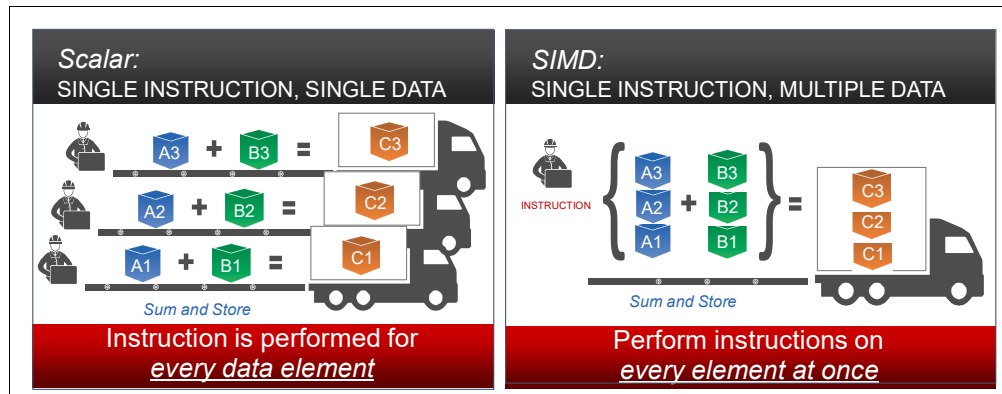 Scalar:
SINGLE INSTRUCTION, SINGLE DATA
A3 + B3 = C3
A2 + B2 = C2
A1 + B1 = C1
Sum and Store
Instruction is performed for
every data element
SIMD:
SINGLE INSTRUCTION, MULTIPLE DATA
INSTRUCTION
{ A3 B3 } C3
A2 + B2 = C2
A1 B1 C1
Sum and Store
Perform instructions on
every element at once